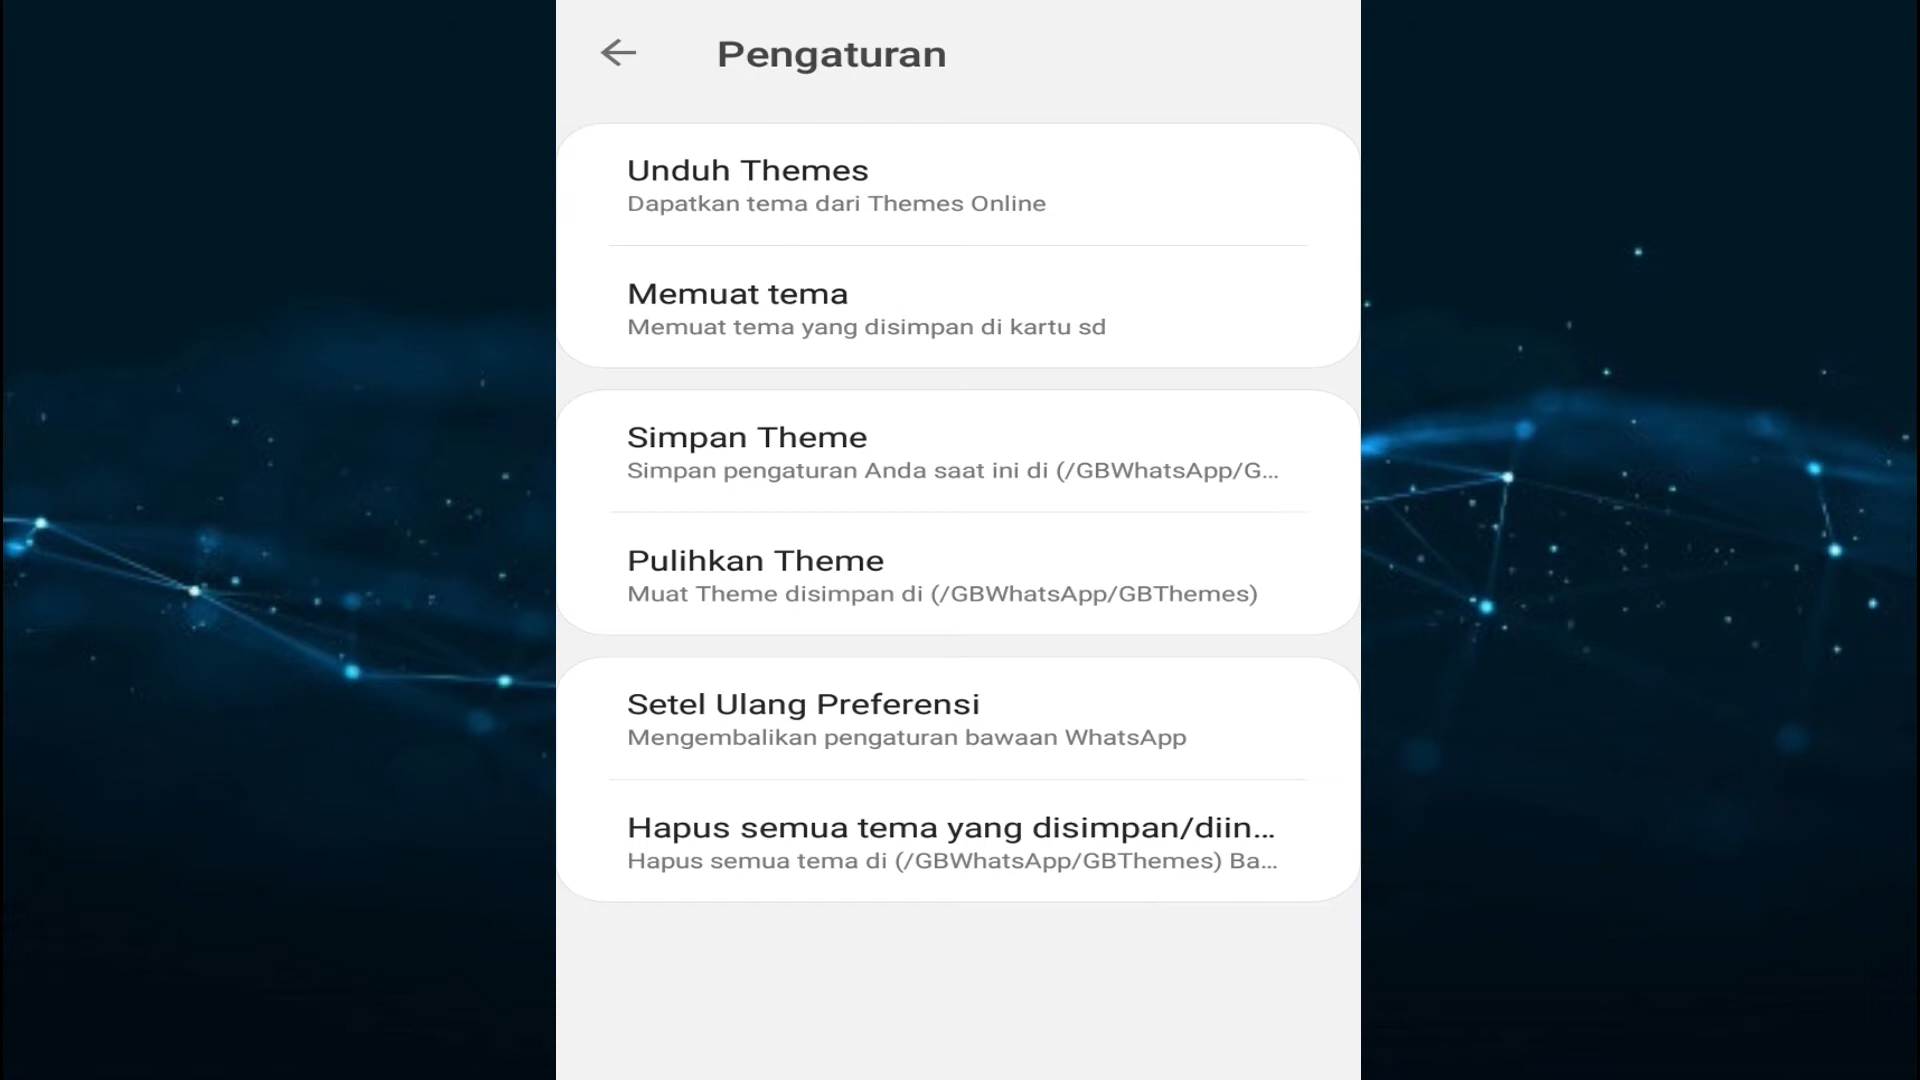 Pengaturan
Unduh Themes
Dapatkan tema dari Themes Online
Memuat tema
Memuat tema yang disimpan di kartu sd
Simpan Theme
Simpan pengaturan Anda saat ini di (/GBWhatsApp/G...
Pulihkan Theme
Muat Theme disimpan di (/GBWhatsApp/GBThemes)
Setel Ulang Preferensi
Mengembalikan pengaturan bawaan WhatsApp
Hapus semua tema yang disimpan/diin...
Hapus semua tema di (/GBWhatsApp/GBThemes) Ba...